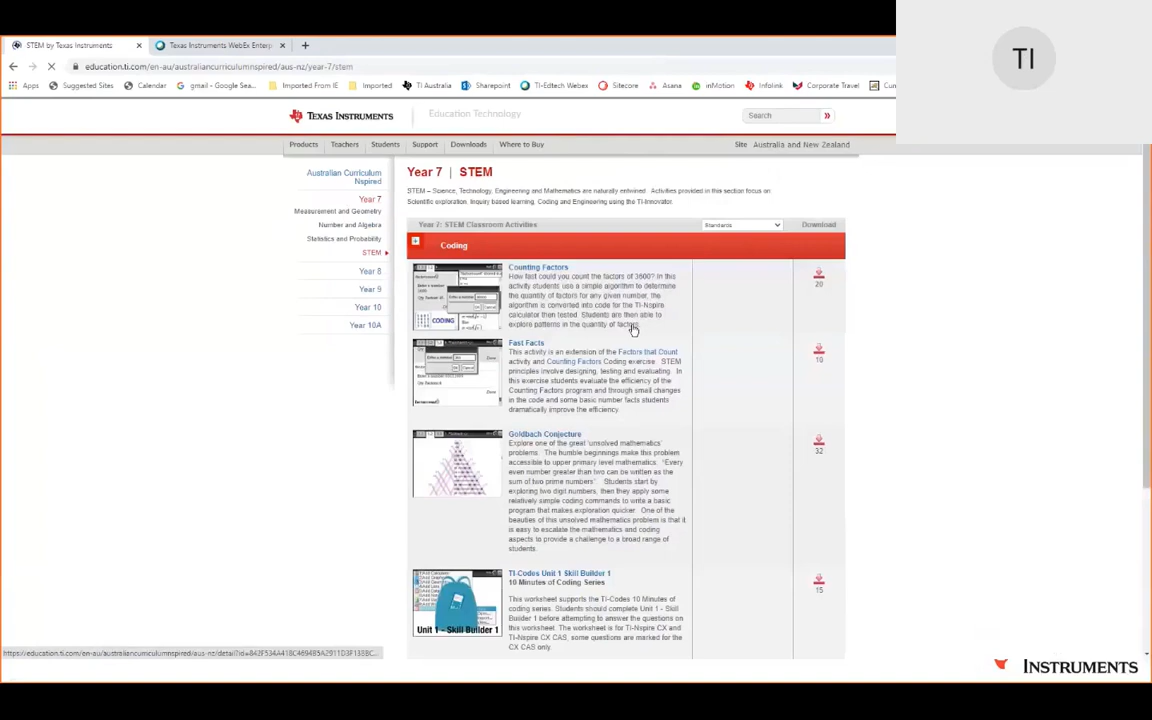 TI
STEM by Texas Instruments
Texas Instruments WebEx Enterp
education.ti.com/en-au/australiancurriculumnspired/aus-nz/year-7/stem
Apps
Suggested Sites
Calendar
gmail - Google Sea...
Imported From IE
Imported
TI Australia
Sharepoint
TI-Edtech Webex
Sitecore
Asana
inMotion
Infolink
Corporate Travel
TEXAS INSTRUMENTS
Education Technology
Search
Products
Teachers
Students
Support
Downloads
Where to Buy
Site Australia and New Zealand
Australian Curriculum
Nspired
Year 7
Measurement and Geometry
Number and Algebra
Statistics and Probability
STEM
Year 8
Year 9
Year 10
Year 10A
Year 7 | STEM
STEM – Science, Technology, Engineering and Mathematics are naturally entwined Activities provided in this section focus on
Scientific exploration, Inquiry based learning, Coding and Engineering using the TI-Innovator.
Year 7: STEM Classroom Activities
Standards
Download
Coding
CODING
Counting Factors
How fast could you count the factors of 3600? In this
activity students use a simple algorithm to determine
the quantity of factors for any given number, the
algorithm is converted into code for the TI-Nspire
calculator then tested. Students are then able to
explore patterns in the quantity of factors.
20
Fast Facts
This activity is an extension of the Factors that Count
activity and Counting Factors Coding exercise. STEM
principles involve designing, testing and evaluating. In
this exercise students evaluate the efficiency of the
Counting Factors program and through small changes
in the code and some basic number facts students
dramatically improve the efficiency.
10
Goldbach Conjecture
Explore one of the great 'unsolved mathematics'
problems. The humble beginnings make this problem
accessible to upper primary level mathematics. "Every
even number greater than two can be written as the
sum of two prime numbers" Students start by
exploring two digit numbers, then they apply some
relatively simple coding commands to write a basic
program that makes exploration quicker. One of the
beauties of this unsolved mathematics problem is that it
is easy to escalate the mathematics and coding
aspects to provide a challenge to a broad range of
students.
32
Unit 1 - Skill Builder 1
TI-Codes Unit 1 Skill Builder 1
10 Minutes of Coding Series
This worksheet supports the TI-Codes 10 Minutes of
coding series. Students should complete Unit 1 - Skill
Builder 1 before attempting to answer the questions on
this worksheet. The worksheet is for TI-Nspire CX and
TI-Nspire CX CAS, some questions are marked for the
CX CAS only.
15
INSTRUMENTS